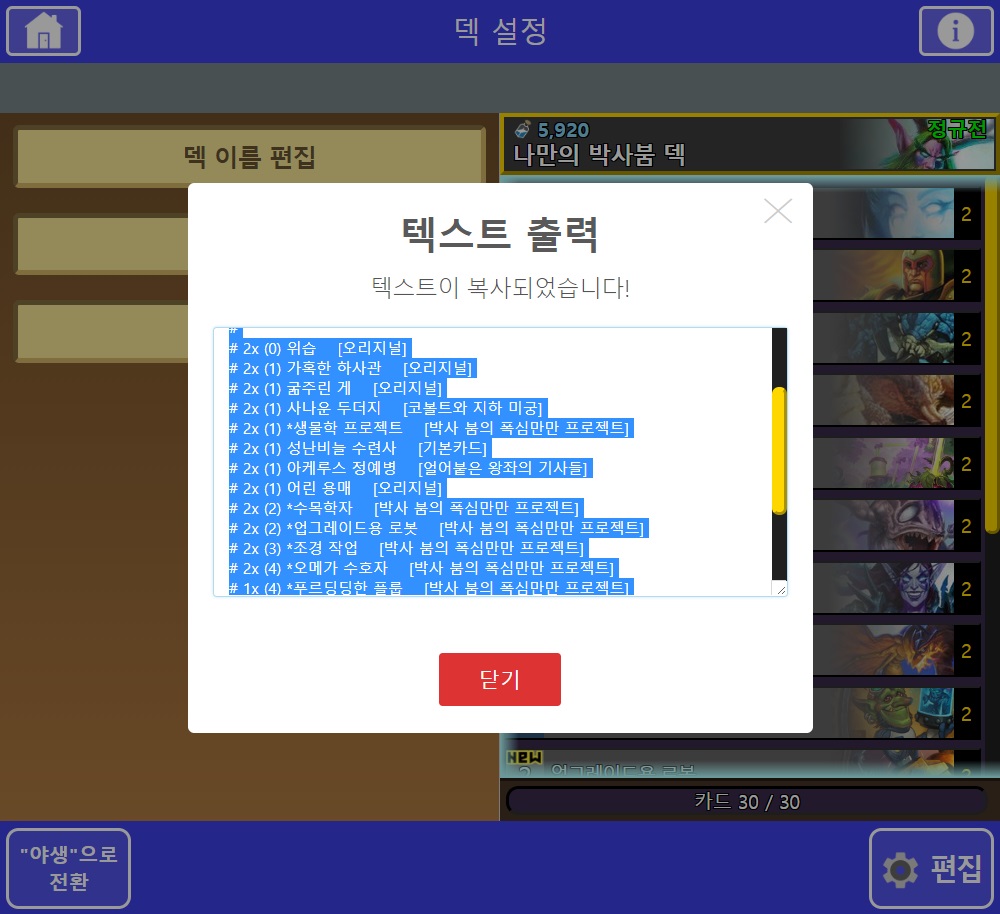 덱 설정
덱 이름 편집
5,920
정규전
나만의 박사붐 덱
텍스트 출력
텍스트이 복사되었습니다!
#
# 2x (0) 위습 [오리지널]
# 2x (1) 가혹한 하사관 [오리지널]
# 2x (1) 굶주린 게 [오리지널]
# 2x (1) 사나운 두더지 [코볼트와 지하 미궁]
# 2x (1) *생물학 프로젝트 [박사 붐의 폭심만만 프로젝트]
# 2x (1) 성난비늘 수련사 [기본카드]
# 2x (1) 아케루스 정예병 [얼어붙은 왕좌의 기사들]
# 2x (1) 어린 용매 [오리지널]
# 2x (2) *수목학자 [박사 붐의 폭심만만 프로젝트]
# 2x (2) *업그레이드용 로봇 [박사 붐의 폭심만만 프로젝트]
# 2x (3) *조경 작업 [박사 붐의 폭심만만 프로젝트]
# 2x (4) *오메가 수호자 [박사 붐의 폭심만만 프로젝트]
# 1x (4) *푸르딩딩한 플룹 [박사 붐의 폭심만만 프로젝트]
닫기
2
2
2
2
2
2
2
2
2
NEW
2 업그레이드용 로봇 2
카드 30 / 30
"야생"으로
전환
편집